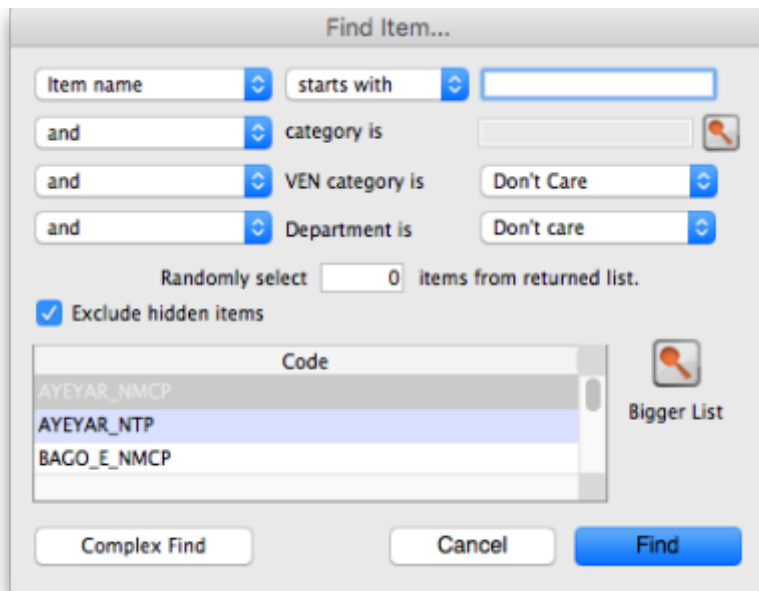 Find Item...
Item name starts with
and category is
and VEN category is Don't Care
and Department is Don't care
Randomly select 0 items from returned list.
Exclude hidden items
Code
AYEYAR_NMCP
AYEYAR_NTP
BAGO_E_NMCP
Bigger List
Complex Find Cancel Find